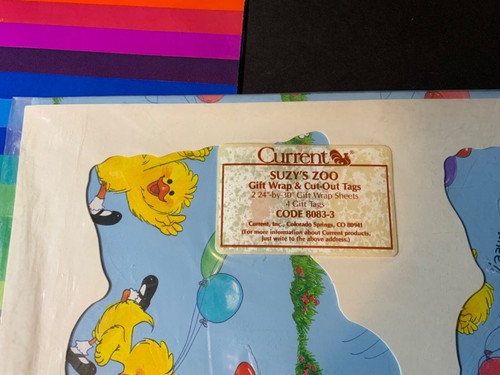 Current
SUZY'S ZOO
Gift Wrap & Cut-Out Tags
2 24"-by-30" Gift Wrap Sheets
4 Gift Tags
CODE 8083-3
Current, Inc., Colorado Springs, CO 80941
(For more information about Current products,
just write to the above address.)